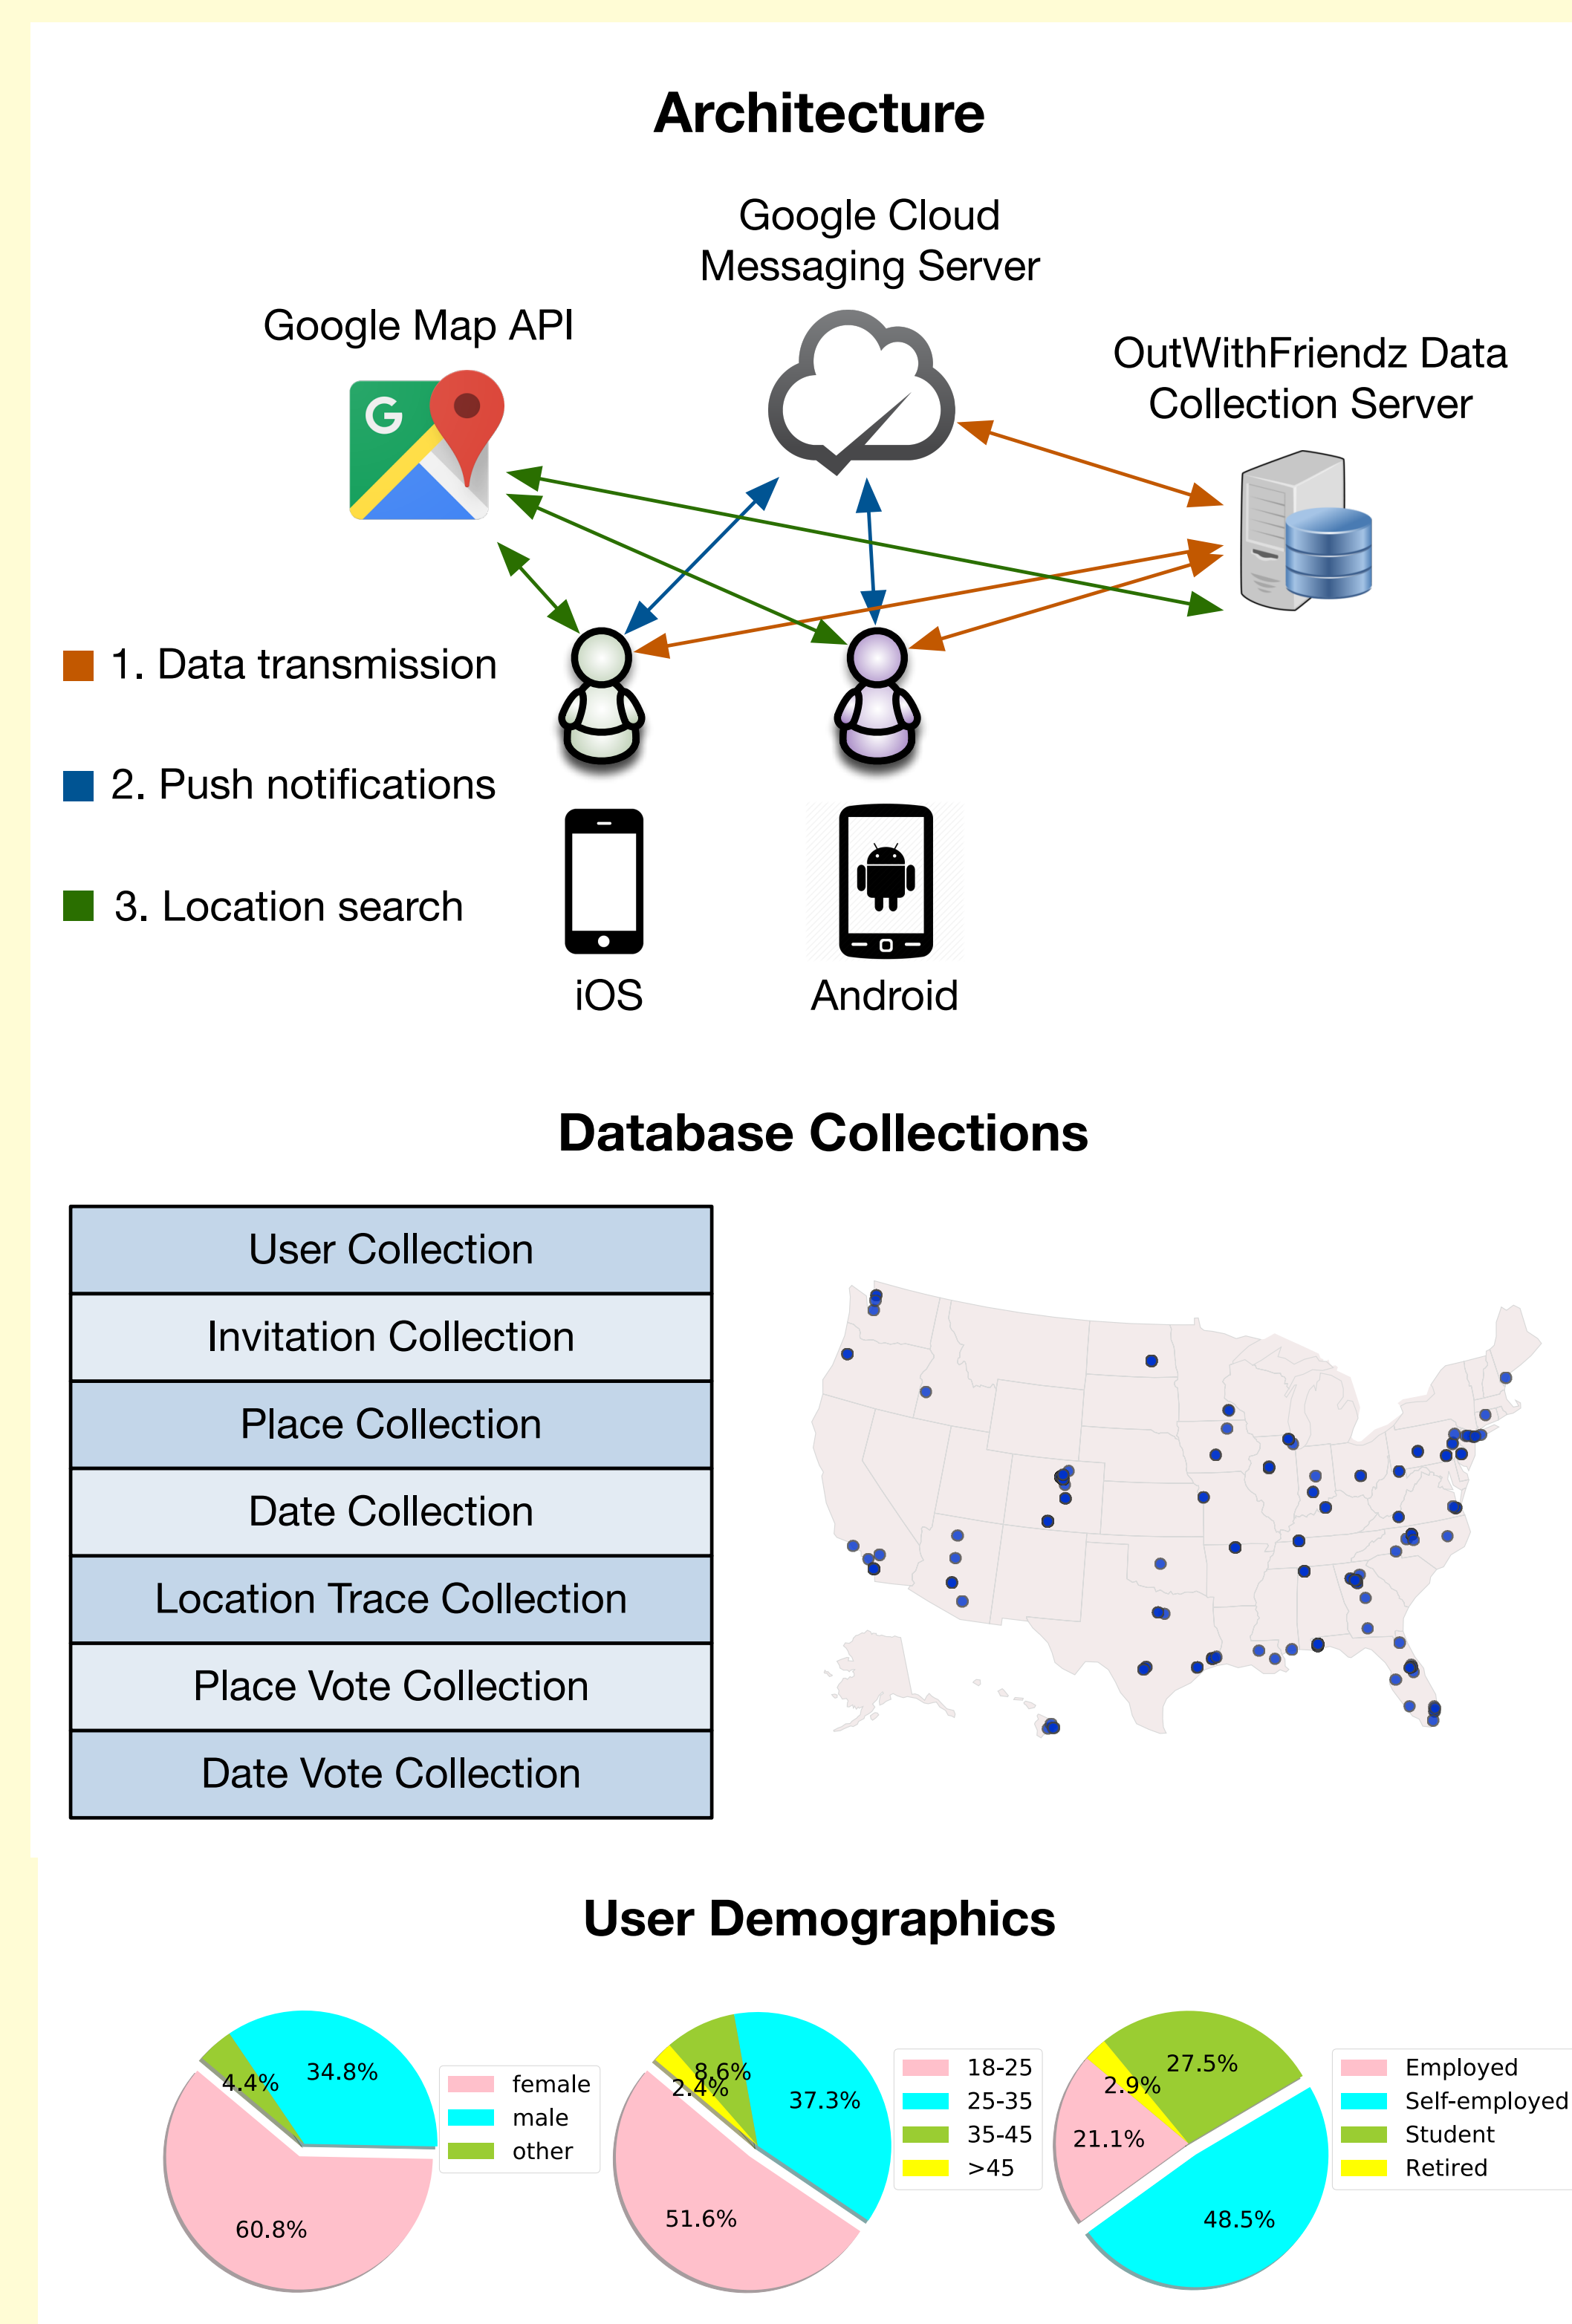 Architecture
Google Cloud
Messaging Server
Google Map API
OutWithFriendz Data
Collection Server
G
1. Data transmission
2. Push notifications
3. Location search
iOS
Android
Database Collections
User Collection
Invitation Collection
Place Collection
Date Collection
Location Trace Collection
Place Vote Collection
Date Vote Collection
User Demographics
4.4%
34.8%
60.8%
female
male
other
8.6%
2.4%
37.3%
51.6%
18-25
25-35
35-45
>45
27.5%
2.9%
21.1%
48.5%
Employed
Self-employed
Student
Retired